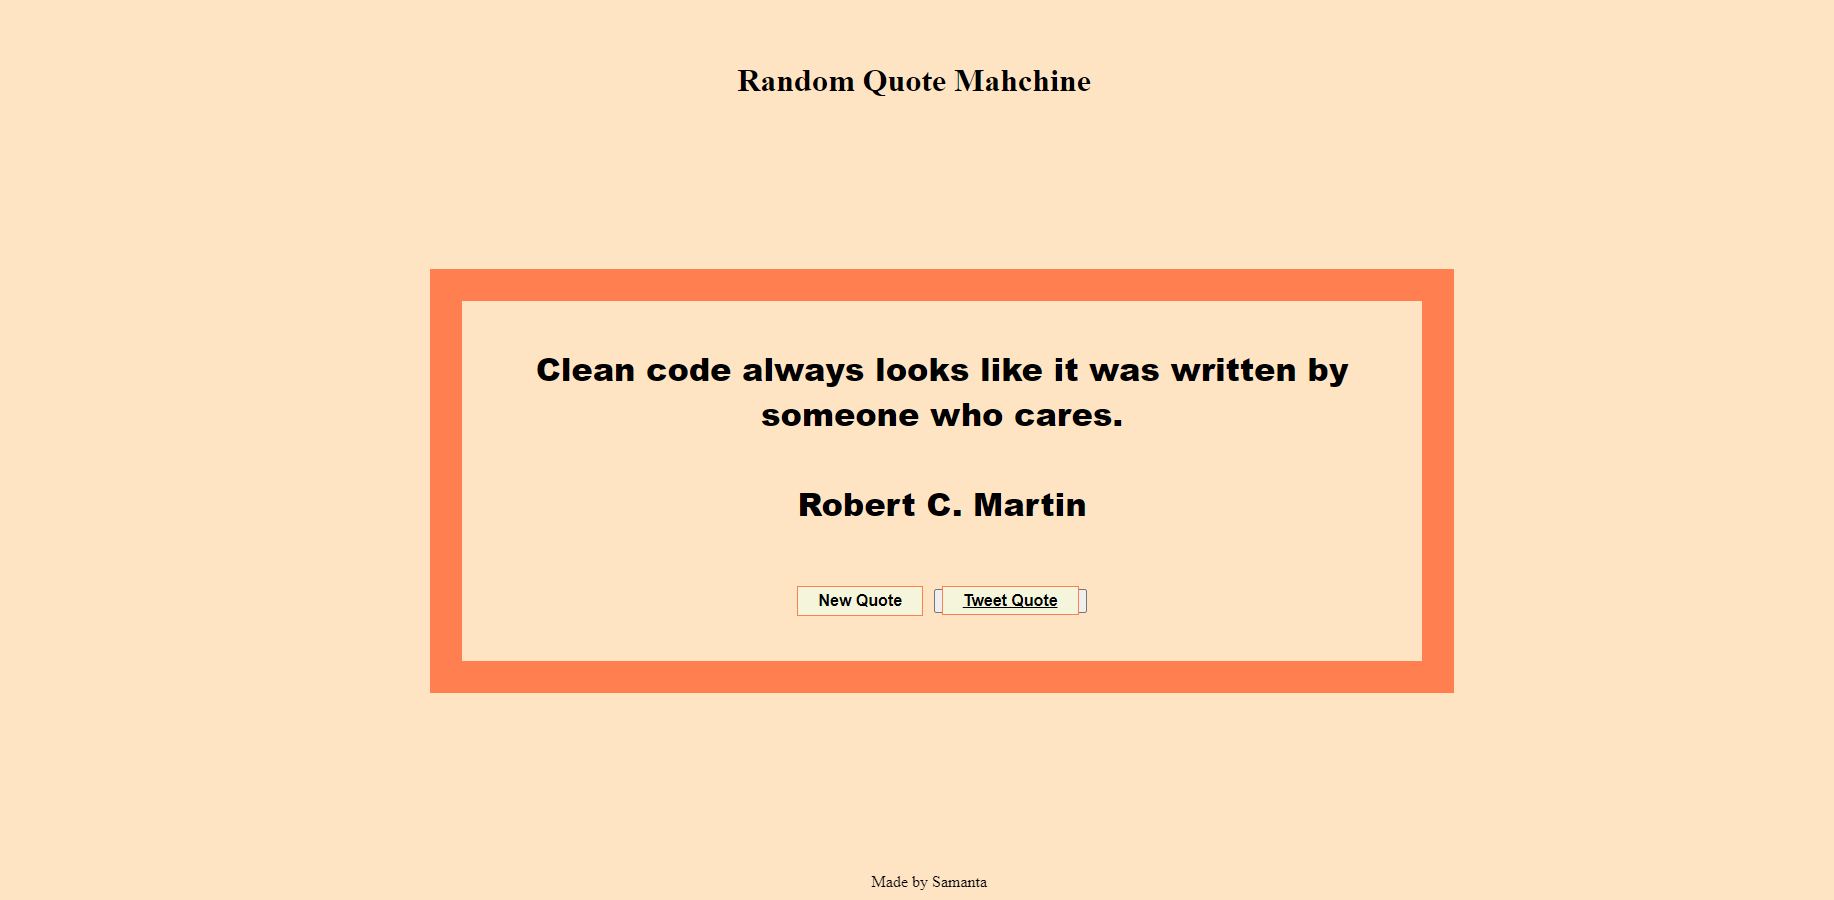 Random Quote Mahchine
Clean code always looks like it was written by
someone who cares.
Robert C. Martin
New Quote
Tweet Quote
Made by Samanta